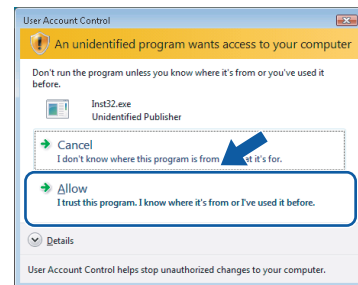 User Account Control
An unidentified program wants access to your computer
Don't run the program unless you know where it's from or you've used it
before.
Inst32.exe
Unidentified Publisher
Cancel
I don't know where this program is from at it's for.
Allow
I trust this program. I know where it's from or I've used it before.
Details
User Account Control helps stop unauthorized changes to your computer.